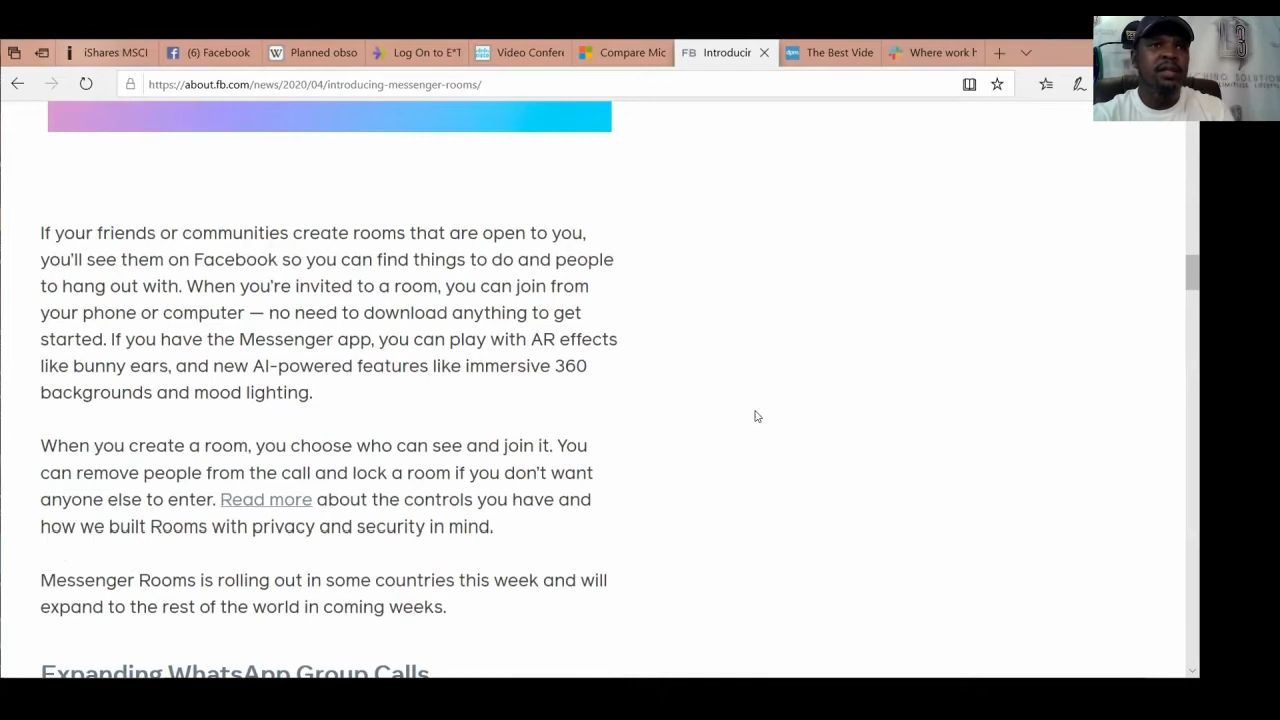 iShares MSCI
(6) Facebook
Planned obso
Log On to E*T
Video Confere
Compare Mic
FB Introducir
dpm The Best Vide
Where work h
https://about.fb.com/news/2020/04/introducing-messenger-rooms/
CHING SOLUTION
If your friends or communities create rooms that are open to you,
you'll see them on Facebook so you can find things to do and people
to hang out with. When you're invited to a room, you can join from
your phone or computer — no need to download anything to get
started. If you have the Messenger app, you can play with AR effects
like bunny ears, and new AI-powered features like immersive 360
backgrounds and mood lighting.
When you create a room, you choose who can see and join it. You
can remove people from the call and lock a room if you don't want
anyone else to enter. Read more about the controls you have and
how we built Rooms with privacy and security in mind.
Messenger Rooms is rolling out in some countries this week and will
expand to the rest of the world in coming weeks.
Expanding WhatsApp Group Calls